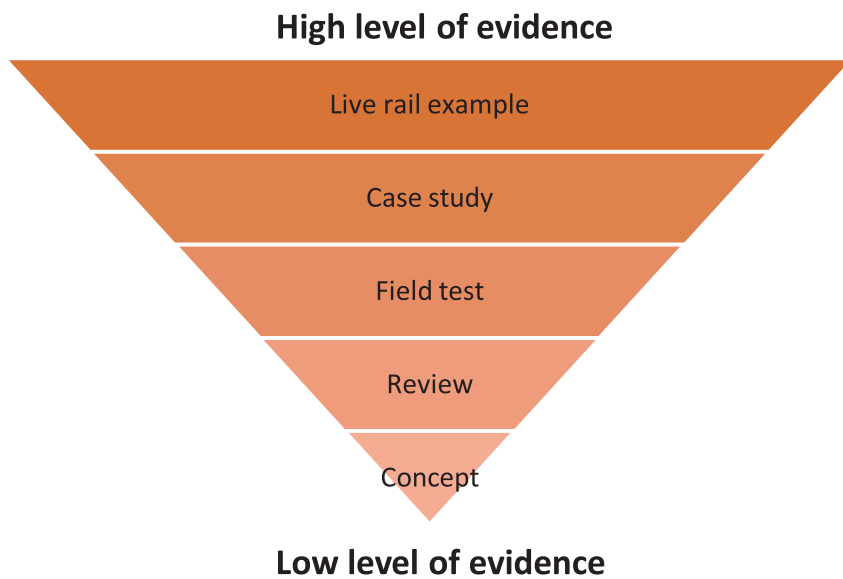 High level of evidence
Live rail example
Case study
Field test
Review
Concept
Low level of evidence